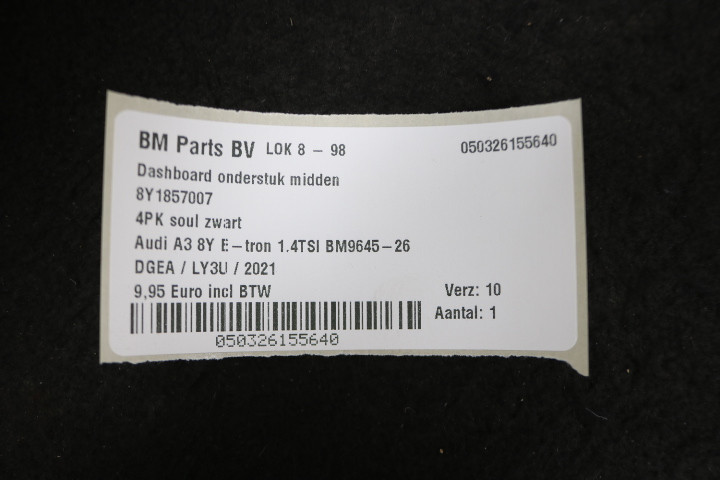 BM Parts BV LOK 8 - 98 050326155640
Dashboard onderstuk midden
8Y1857007
4PK soul zwart
Audi A3 8Y E-tron 1.4TSI BM9645-26
DGEA / LY3U / 2021
9,95 Euro incl BTW Verz: 10
Aantal: 1
050326155640